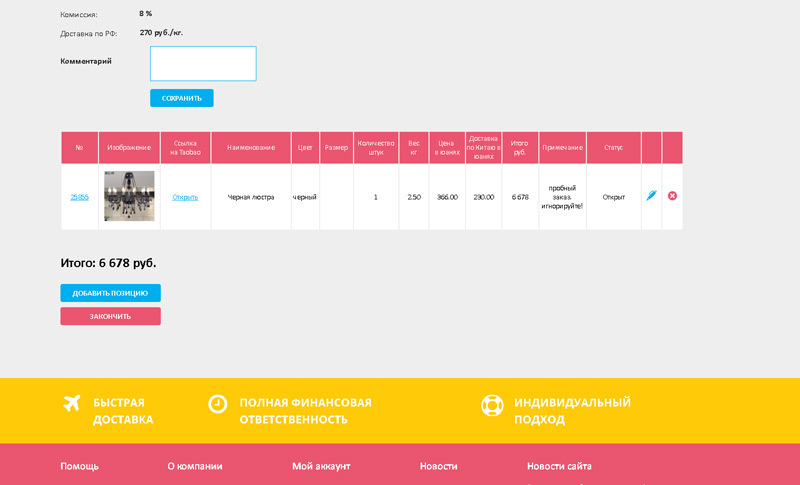 Комиссия: 8 %
Доставка по РФ: 270 руб./кг.
Комментарий
СОХРАНИТЬ
№ Изображение Ссылка на Taobao Наименование Цвет Размер Количество штук Вес кг Цена в юанях Доставка по Китаю в юанях Итого руб. Примечание Статус
25855 Открыть Черная люстра черный 1 2.50 366.00 230.00 6 678 пробный заказ. игнорируйте! Открыт
Итого: 6 678 руб.
ДОБАВИТЬ ПОЗИЦИЮ
ЗАКОНЧИТЬ
БЫСТРАЯ ДОСТАВКА
ПОЛНАЯ ФИНАНСОВАЯ ОТВЕТСТВЕННОСТЬ
ИНДИВИДУАЛЬНЫЙ ПОДХОД
Помощь О компании Мой аккаунт Новости Новости сайта